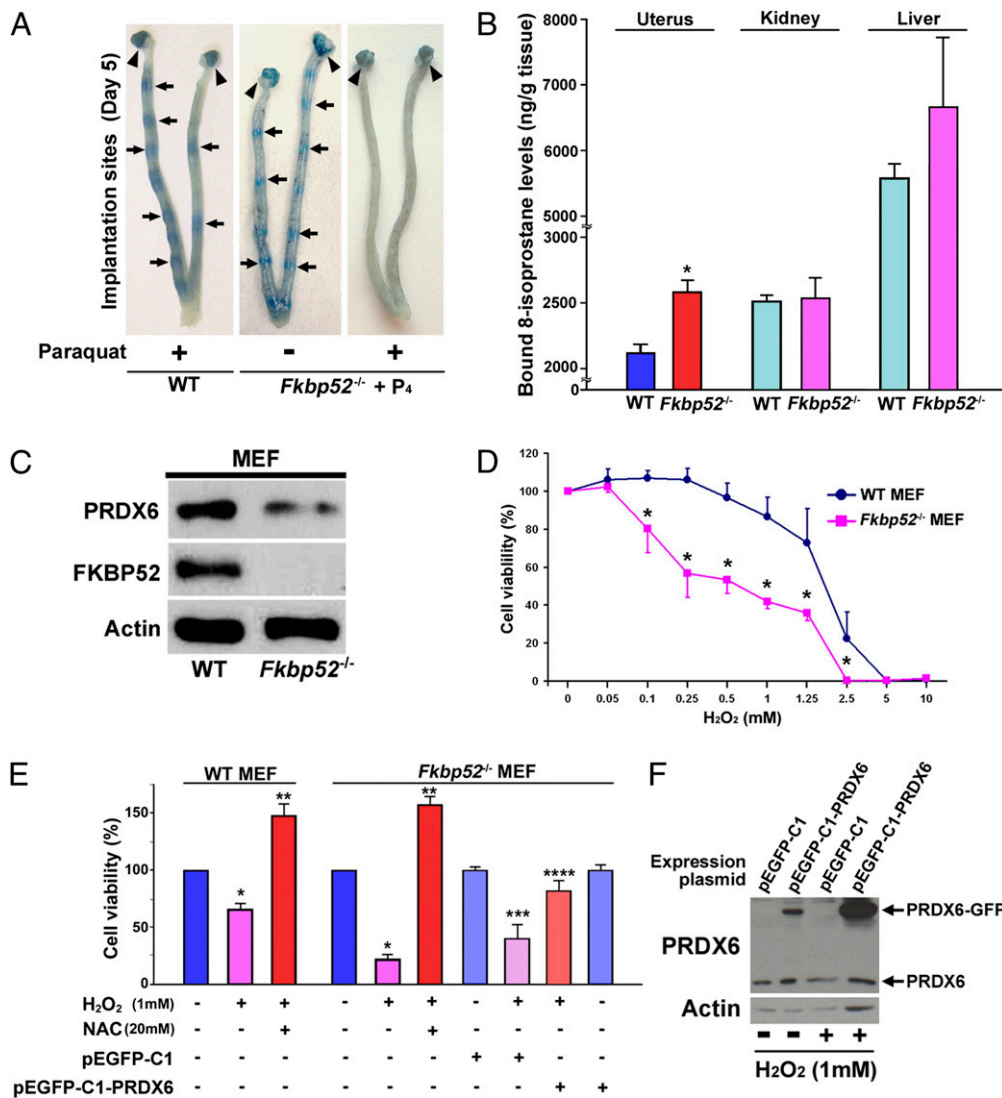 A
Implantation sites (Day 5)
Paraquat
+
-
+
WT
Fkbp52-/- + P4
B
Uterus
Kidney
Liver
Bound 8-isoprostane levels (ng/g tissue)
8000
7000
6000
5000
3000
2500
2000
0
*
WT Fkbp52-/- WT Fkbp52-/- WT Fkbp52-/-
C
MEF
PRDX6
FKBP52
Actin
WT Fkbp52-/-
D
Cell viablility (%)
120
100
80
60
40
20
0
WT MEF
Fkbp52-/- MEF
* * * * * *
0 0.05 0.1 0.25 0.5 1 1.25 2.5 5 10
H2O2 (mM)
E
WT MEF
Fkbp52-/- MEF
Cell viability (%)
150
100
50
0
* ** * ** *** ****
H2O2 (1mM) - + + - + + - + + -
NAC (20mM) - - + - - + - - - -
pEGFP-C1 - - - - - - + + - -
pEGFP-C1-PRDX6 - - - - - - - - + +
F
Expression plasmid
pEGFP-C1
pEGFP-C1-PRDX6
pEGFP-C1
pEGFP-C1-PRDX6
PRDX6
PRDX6-GFP
PRDX6
Actin
- - + +
H2O2 (1mM)